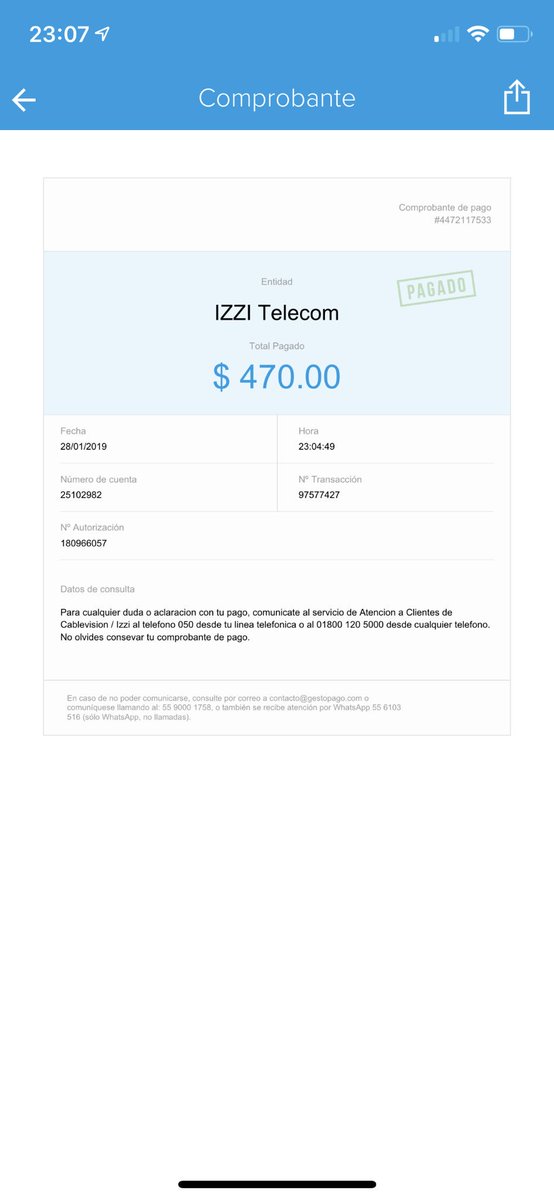 23:07
Comprobante
Comprobante de pago
#4472117533
Entidad
PAGADO
IZZI Telecom
Total Pagado
$ 470.00
Fecha
28/01/2019
Hora
23:04:49
Número de cuenta
25102982
Nº Transacción
97577427
Nº Autorización
180966057
Datos de consulta
Para cualquier duda o aclaracion con tu pago, comunicate al servicio de Atencion a Clientes de
Cablevision / Izzi al telefono 050 desde tu linea telefonica o al 01800 120 5000 desde cualquier telefono.
No olvides consevar tu comprobante de pago.
En caso de no poder comunicarse, consulte por correo a contacto@gestopago.com o
comuníquese llamando al: 55 9000 1758, o también se recibe atención por WhatsApp 55 6103
516 (sólo WhatsApp, no llamadas).